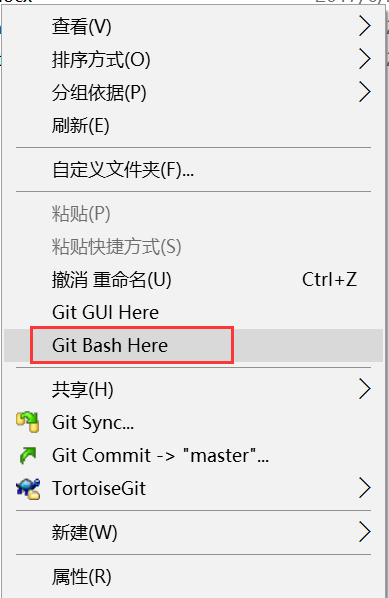 查看(V)
排序方式(O)
分组依据(P)
刷新(E)
自定义文件夹(F)...
粘贴(P)
粘贴快捷方式(S)
撤消 重命名(U) Ctrl+Z
Git GUI Here
Git Bash Here
共享(H)
Git Sync...
Git Commit -> "master"...
TortoiseGit
新建(W)
属性(R)